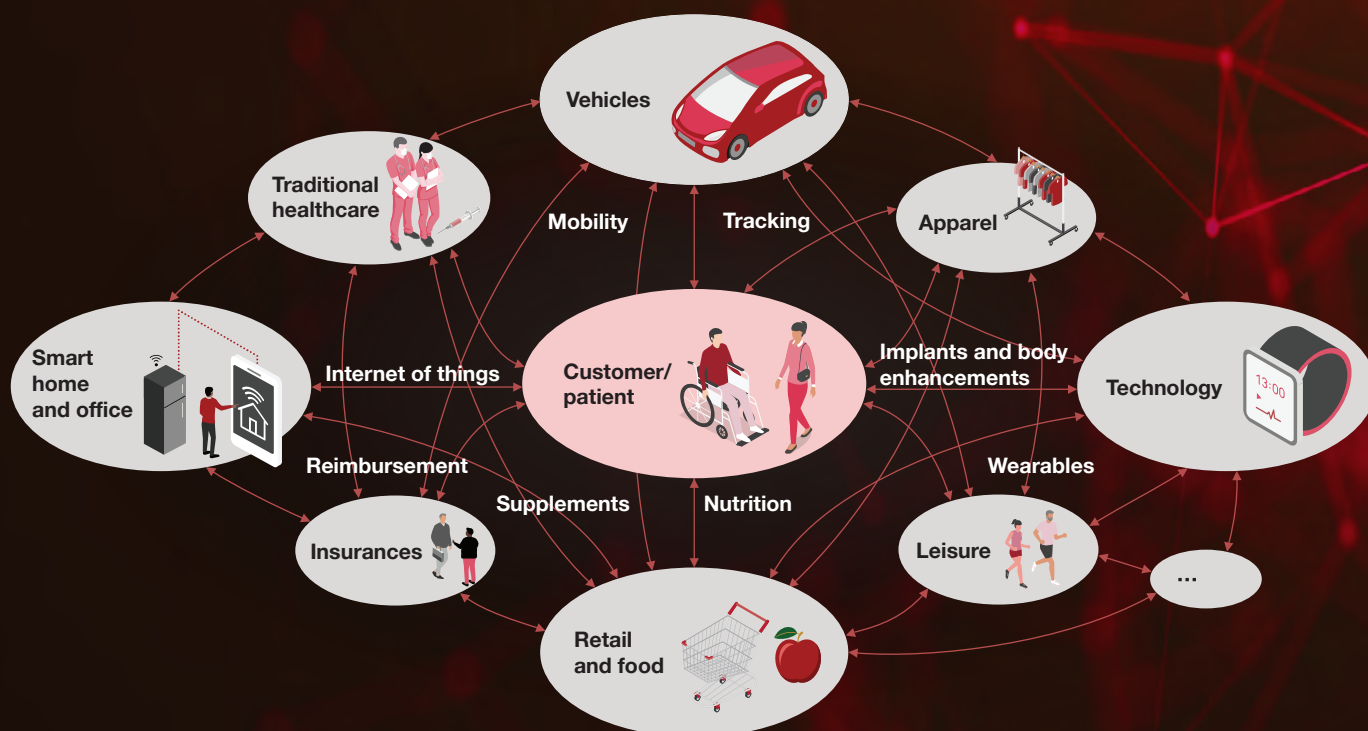 Vehicles
Traditional
healthcare
Mobility
Tracking
Apparel
Smart
home
and office
Internet of things
Customer/
patient
Implants and body
enhancements
Technology
13:00
Reimbursement
Wearables
Supplements
Nutrition
Insurances
Leisure
...
Retail
and food